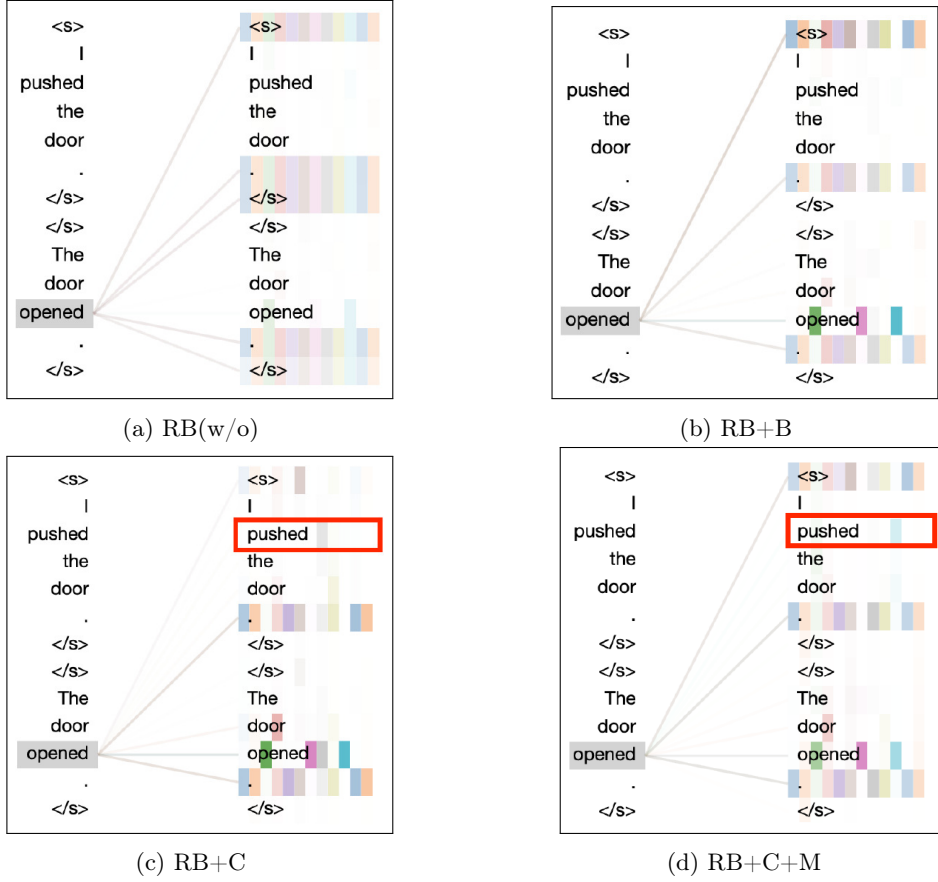 <s> <s>
I I
pushed pushed
the the
door door
. .
</s> </s>
</s> </s>
The The
door door
opened opened
. .
</s> </s>
(a) RB(w/o)
<s> <s>
I I
pushed pushed
the the
door door
. .
</s> </s>
</s> </s>
The The
door door
opened opened
. .
</s> </s>
(b) RB+B
<s> <s>
I I
pushed pushed
the the
door door
. .
</s> </s>
</s> </s>
The The
door door
opened opened
. .
</s> </s>
(c) RB+C
<s> <s>
I I
pushed pushed
the the
door door
. .
</s> </s>
</s> </s>
The The
door door
opened opened
. .
</s> </s>
(d) RB+C+M